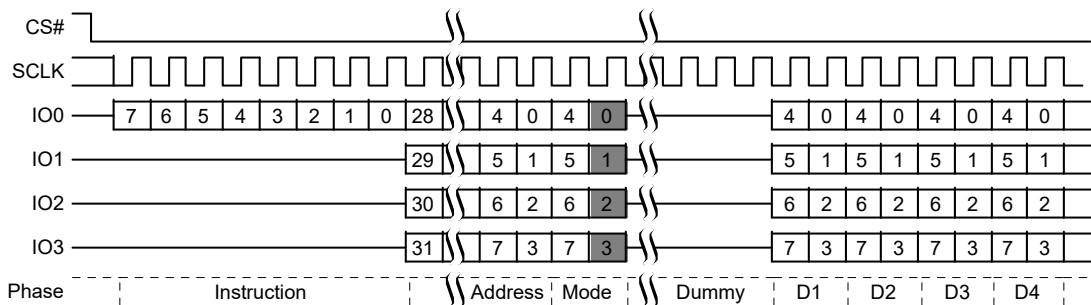 CS#
SCLK
IO0 7 6 5 4 3 2 1 0 28 4 0 4 0 4 0 4 0 4 0 4 0
IO1 29 5 1 5 1 5 1 5 1 5 1 5 1
IO2 30 6 2 6 2 6 2 6 2 6 2 6 2
IO3 31 7 3 7 3 7 3 7 3 7 3 7 3
Phase Instruction Address Mode Dummy D1 D2 D3 D4